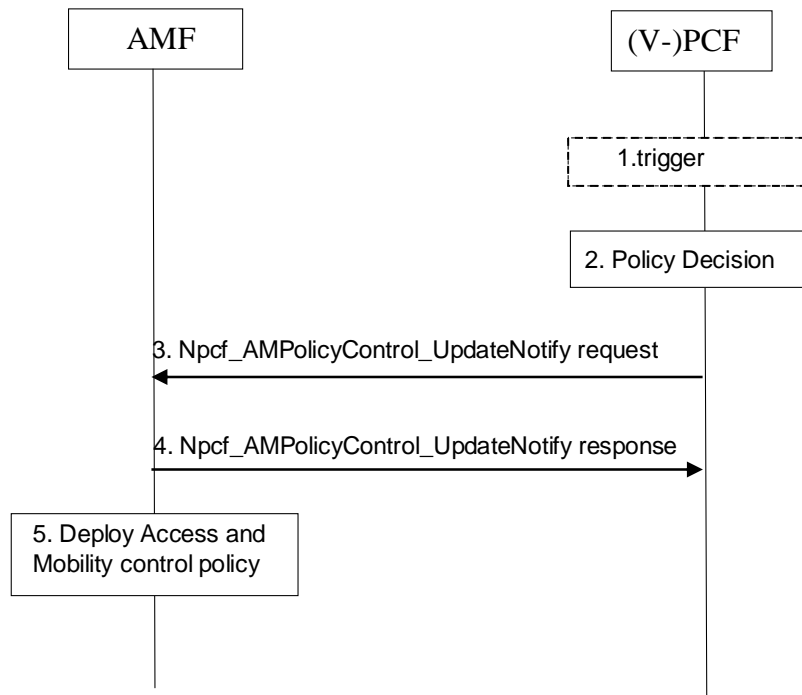 AMF
(V-)PCF
1.trigger
2. Policy Decision
3. Npcf_AMPolicyControl_UpdateNotify request
4. Npcf_AMPolicyControl_UpdateNotify response
5. Deploy Access and
Mobility control policy